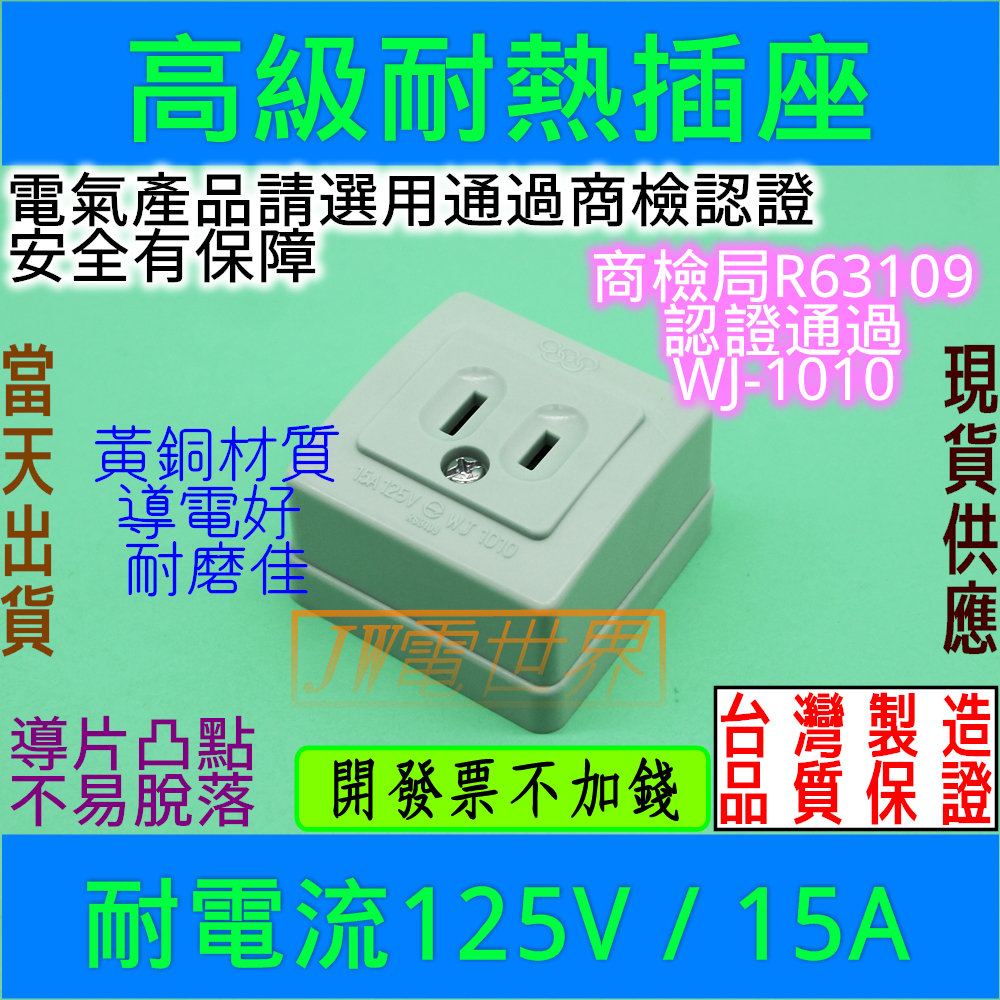 高級耐熱插座
電氣產品請選用通過商檢認證
安全有保障
商檢局R63109
認證通過
WJ-1010
當天出貨
現貨供應
黃銅材質
導電好
耐磨佳
15A 125V WJ 1010
JW電世界
導片凸點
不易脫落
開發票不加錢
台灣製造
品質保證
耐電流125V / 15A